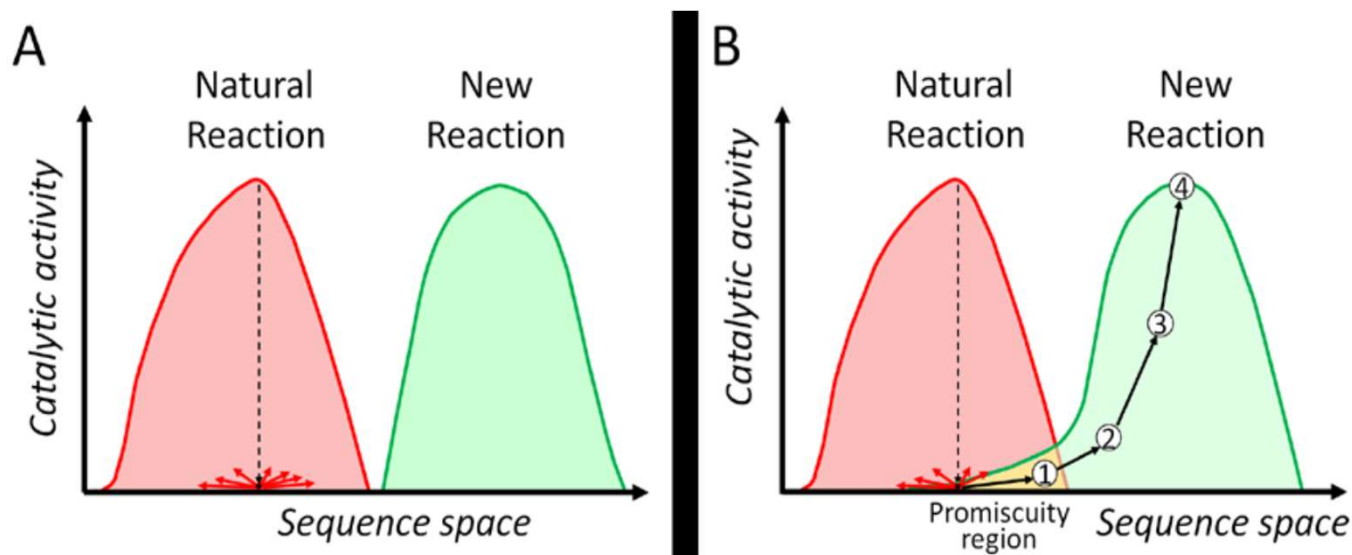 A
Natural
Reaction
New
Reaction
Catalytic activity
Sequence space
B
Natural
Reaction
New
Reaction
Catalytic activity
4
3
2
1
Promiscuity
region
Sequence space